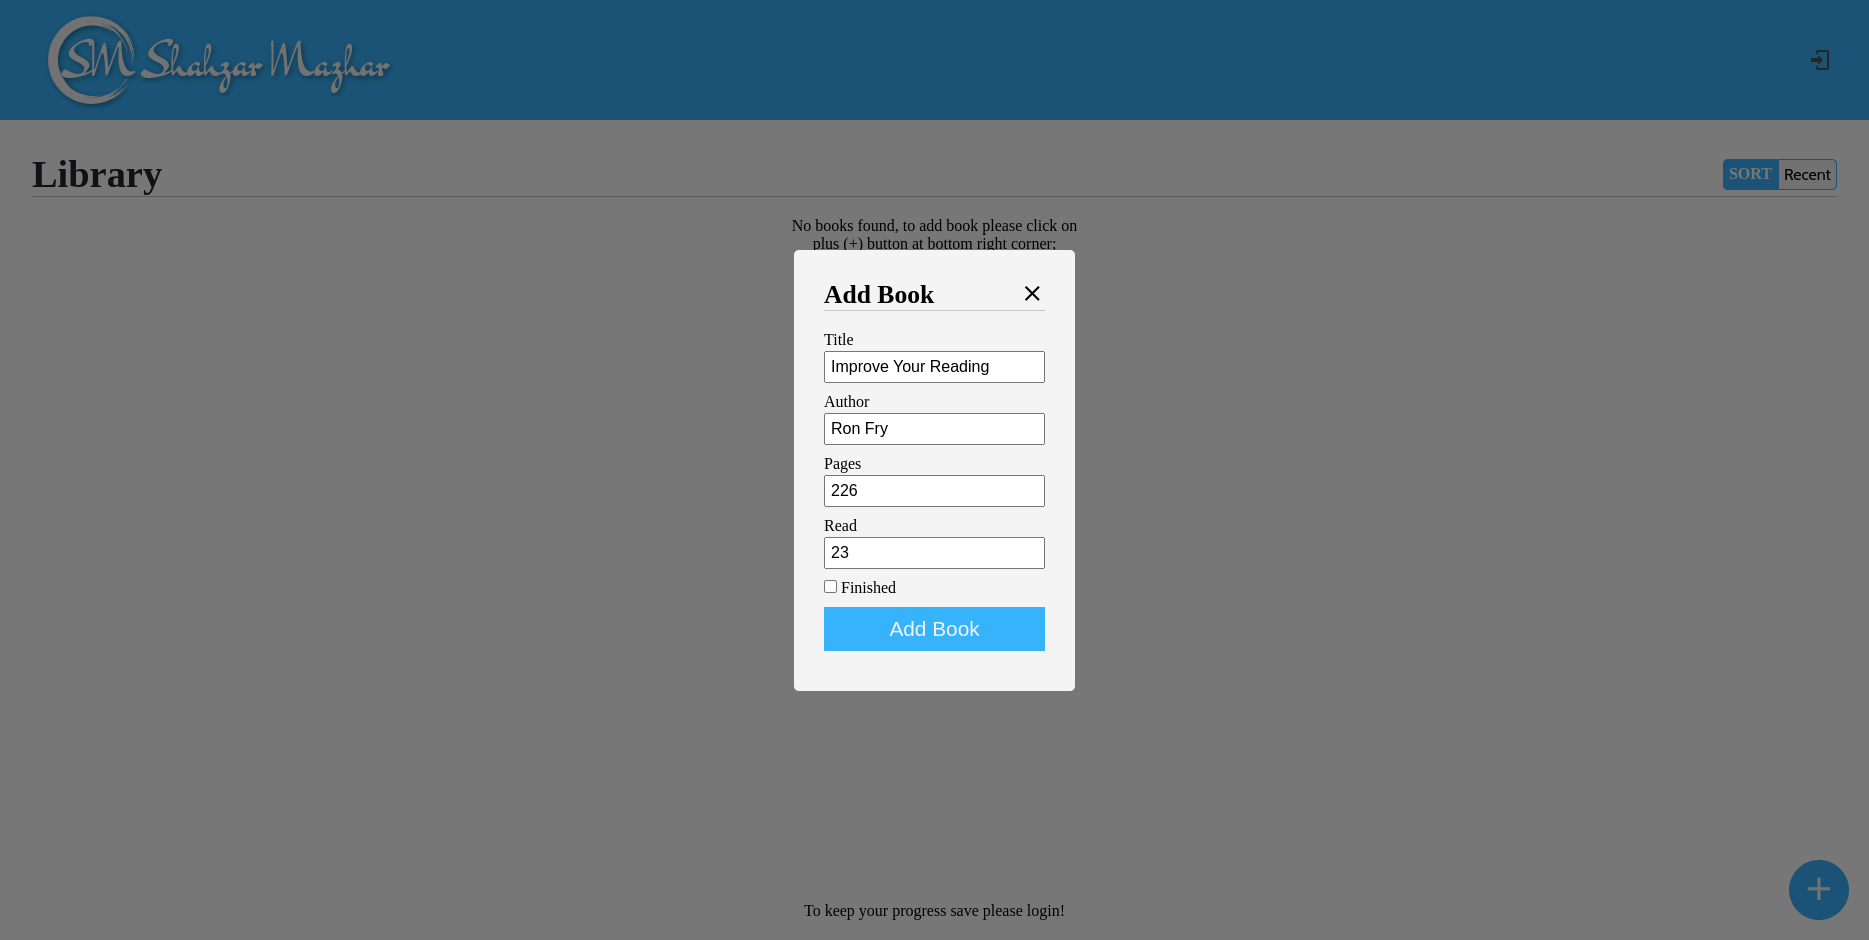 SM Shahzar Mazhar
Library
SORT Recent
No books found, to add book please click on
plus (+) button at bottom right corner;
Add Book
Title
Improve Your Reading
Author
Ron Fry
Pages
226
Read
23
Finished
Add Book
To keep your progress save please login!